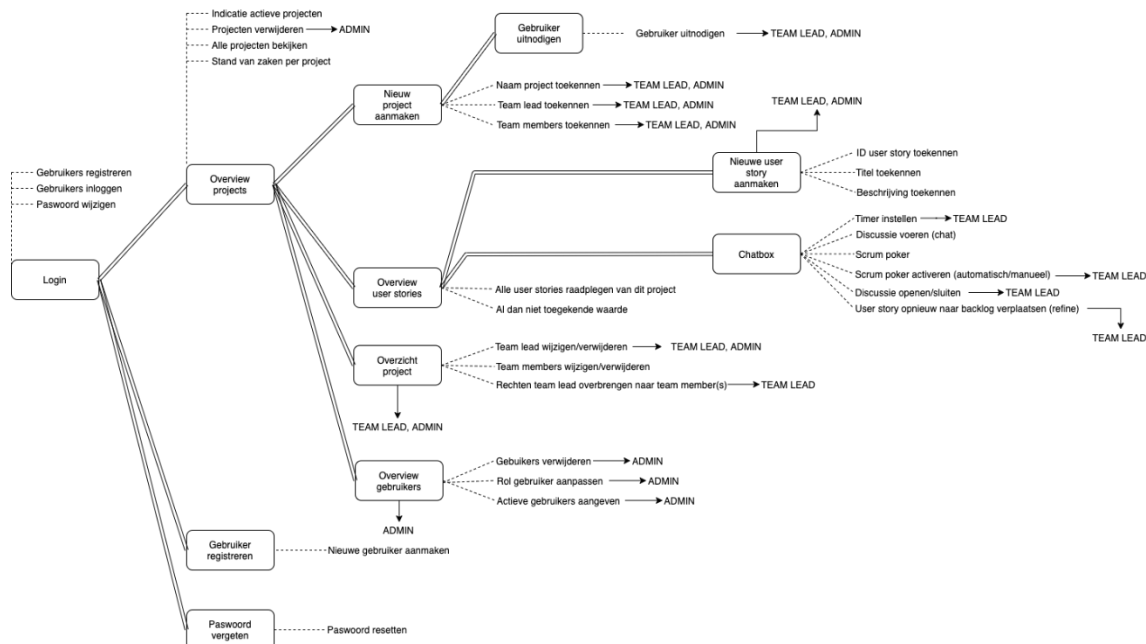 Indicatie actieve projecten
Projecten verwijderen
ADMIN
Alle projecten bekijken
Stand van zaken per project
Gebruiker
uitnodigen
Gebruiker uitnodigen
TEAM LEAD, ADMIN
Nieuw
project
aanmaken
Naam project toekennen
TEAM LEAD, ADMIN
Team lead toekennen
TEAM LEAD, ADMIN
Team members toekennen
TEAM LEAD, ADMIN
TEAM LEAD, ADMIN
Nieuwe user
story
aanmaken
ID user story toekennen
Titel toekennen
Beschrijving toekennen
Gebruikers registreren
Gebruikers inloggen
Paswoord wijzigen
Overview
projects
Login
Chatbox
Timer instellen
TEAM LEAD
Discussie voeren (chat)
Scrum poker
Scrum poker activeren (automatisch/manueel)
TEAM LEAD
Discussie openen/sluiten
TEAM LEAD
User story opnieuw naar backlog verplaatsen (refine)
TEAM LEAD
Overview
user stories
Alle user stories raadplegen van dit project
Al dan niet toegekende waarde
Overzicht
project
Team lead wijzigen/verwijderen
TEAM LEAD, ADMIN
Team members wijzigen/verwijderen
Rechten team lead overbrengen naar team member(s)
TEAM LEAD
TEAM LEAD, ADMIN
Overview
gebruikers
Gebuikers verwijderen
ADMIN
Rol gebruiker aanpassen
ADMIN
Actieve gebruikers aangeven
ADMIN
ADMIN
Gebruiker
registreren
Nieuwe gebruiker aanmaken
Paswoord
vergeten
Paswoord resetten